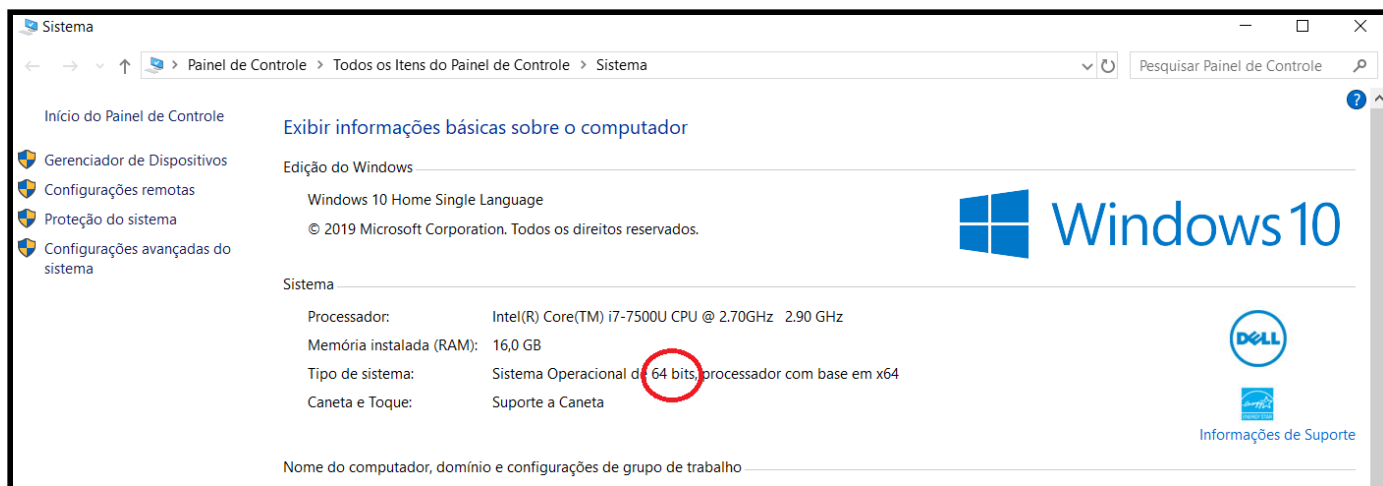 Sistema
Painel de Controle > Todos os Itens do Painel de Controle > Sistema
Pesquisar Painel de Controle
Início do Painel de Controle
Gerenciador de Dispositivos
Configurações remotas
Proteção do sistema
Configurações avançadas do
sistema
?
Exibir informações básicas sobre o computador
Edição do Windows
Windows 10 Home Single Language
© 2019 Microsoft Corporation. Todos os direitos reservados.
Windows 10
Sistema
Processador: Intel(R) Core(TM) i7-7500U CPU @ 2.70GHz 2.90 GHz
Memória instalada (RAM): 16,0 GB
Tipo de sistema: Sistema Operacional de 64 bits, processador com base em x64
Caneta e Toque: Suporte a Caneta
DELL
ENERGY STAR
Informações de Suporte
Nome do computador, domínio e configurações de grupo de trabalho